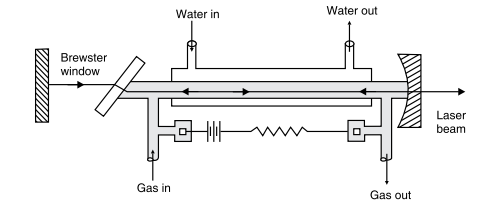 Water in
Water out
Brewster
window
Laser
beam
Gas in
Gas out